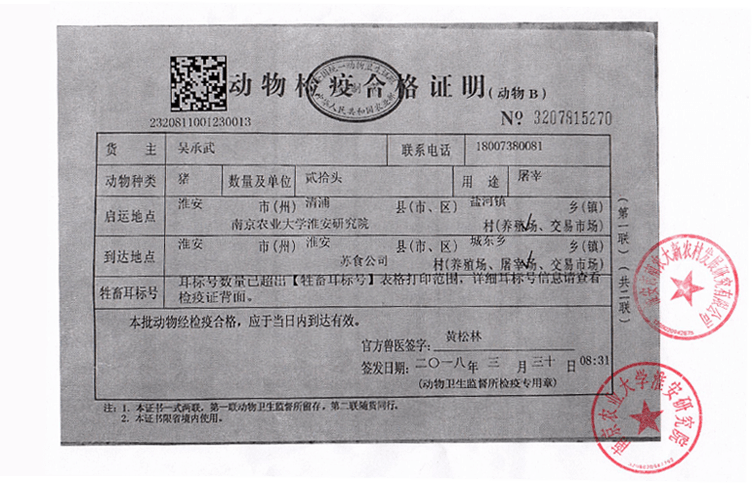 动物检疫合格证明(动物B)
2320811001230013
№ 3207815270
货 主 吴承武 联系电话 18007380081
动物种类 猪 数量及单位 贰拾头 用 途 屠宰
启运地点 淮安 市(州) 清浦 县(市、区) 盐河镇 乡(镇)
南京农业大学淮安研究院 村(养殖场、交易市场)
到达地点 淮安 市(州) 淮安 县(市、区) 城东乡 乡(镇)
苏食公司 村(养殖场、屠宰场、交易市场)
牲畜耳标号 耳标号数量已超出【牲畜耳标号】表格打印范围。详细耳标号信息请查看
检疫证背面。
本批动物经检疫合格,应于当日内到达有效。
官方兽医签字: 黄松林
签发日期: 二〇一八 年 三 月 三十 日 08:31
(动物卫生监督所检疫专用章)
注: 1. 本证书一式两联,第一联动物卫生监督所留存,第二联随货同行。
2. 本证书限省境内使用。
(第一联)(共二联)
中华人民共和国农业部
南京农业大学淮安研究院